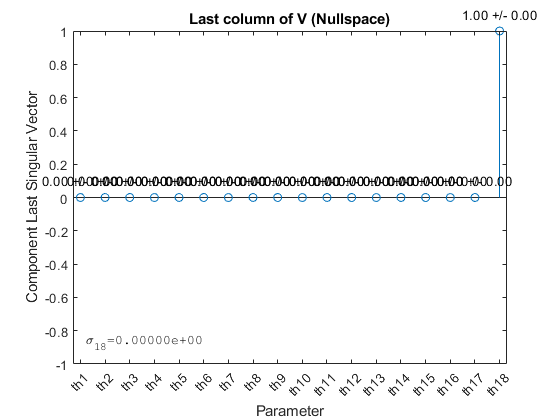 Last column of V (Nullspace)
1.00 +/- 0.00
Component Last Singular Vector
1
0.8
0.6
0.4
0.2
0
-0.2
-0.4
-0.6
-0.8
-1
σ18=0.00000e+00
th1 th2 th3 th4 th5 th6 th7 th8 th9 th10 th11 th12 th13 th14 th15 th16 th17 th18
Parameter